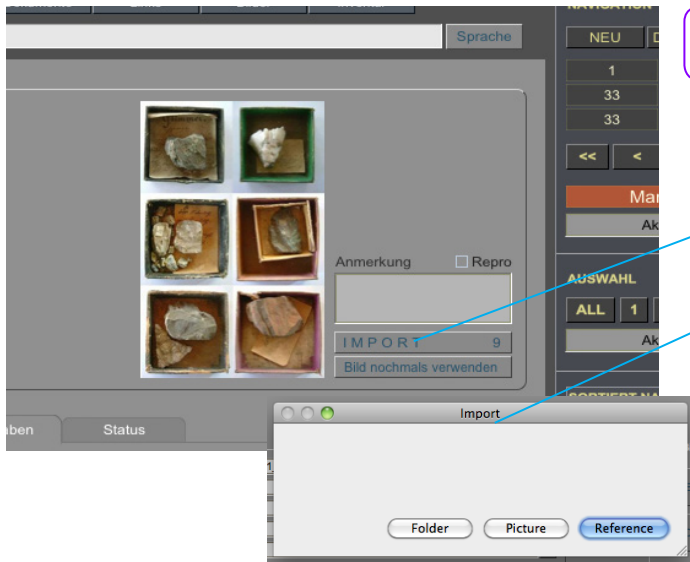 Sprache
Anmerkung
Repro
IMPORT 9
Bild nochmals verwenden
Status
NEU
1
33
33
<< <
AUSWAHL
ALL 1
Import
Folder Picture Reference